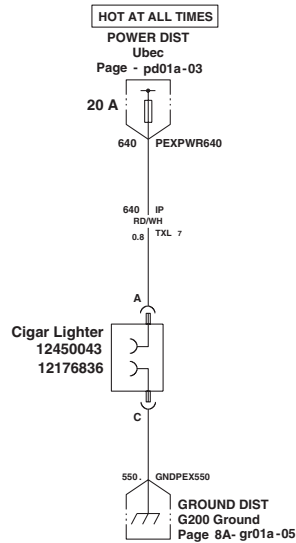 HOT AT ALL TIMES
POWER DIST
Ubec
Page - pd01a-03
20 A
640 PEXPWR640
640 IP
RD/WH
0.8 TXL 7
A
Cigar Lighter
12450043
12176836
C
550. GNDPEX550
GROUND DIST
G200 Ground
Page 8A- gr01a-05